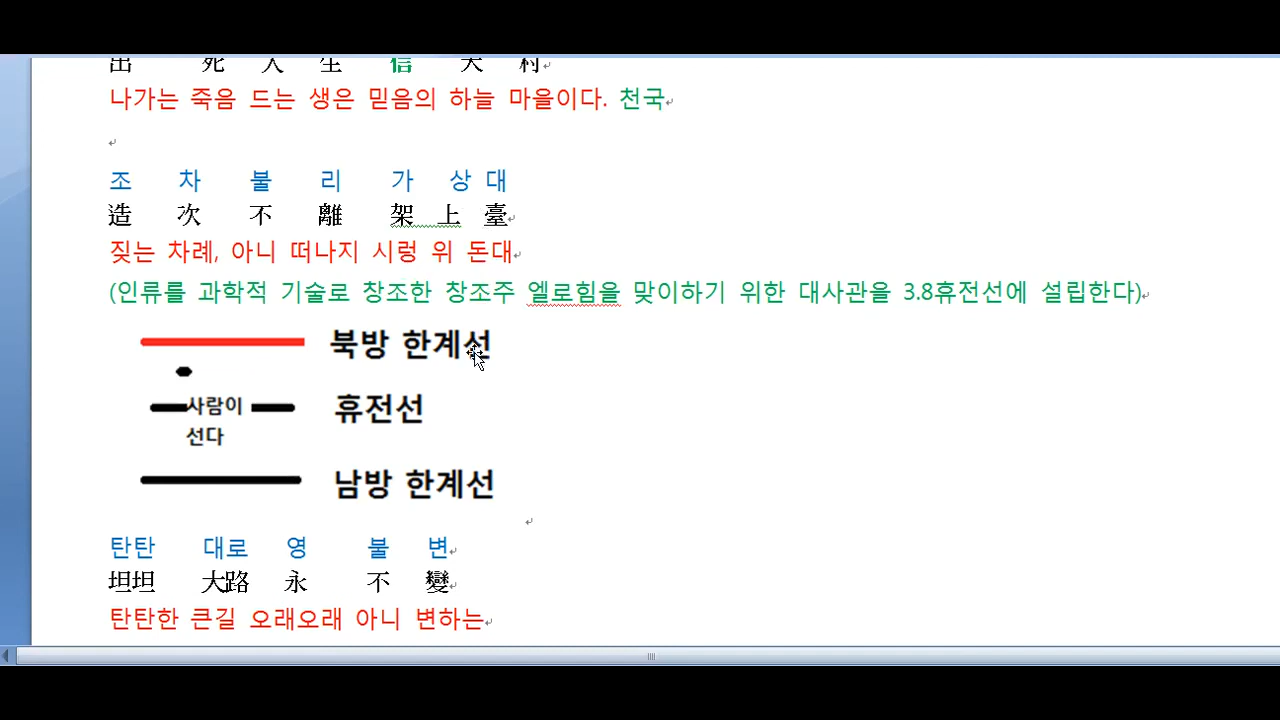 出 死 入 生 信 天 村
나가는 죽음 드는 생은 믿음의 하늘 마을이다. 천국
조 차 불 리 가 상 대
造 次 不 離 架 上 臺
짖는 차례, 아니 떠나지 시렁 위 돈대
(인류를 과학적 기술로 창조한 창조주 엘로힘을 맞이하기 위한 대사관을 3.8휴전선에 설립한다)
북방 한계선
사람이 휴전선
선다
남방 한계선
탄탄 대로 영 불 변
坦坦 大路 永 不 變
탄탄한 큰길 오래오래 아니 변하는